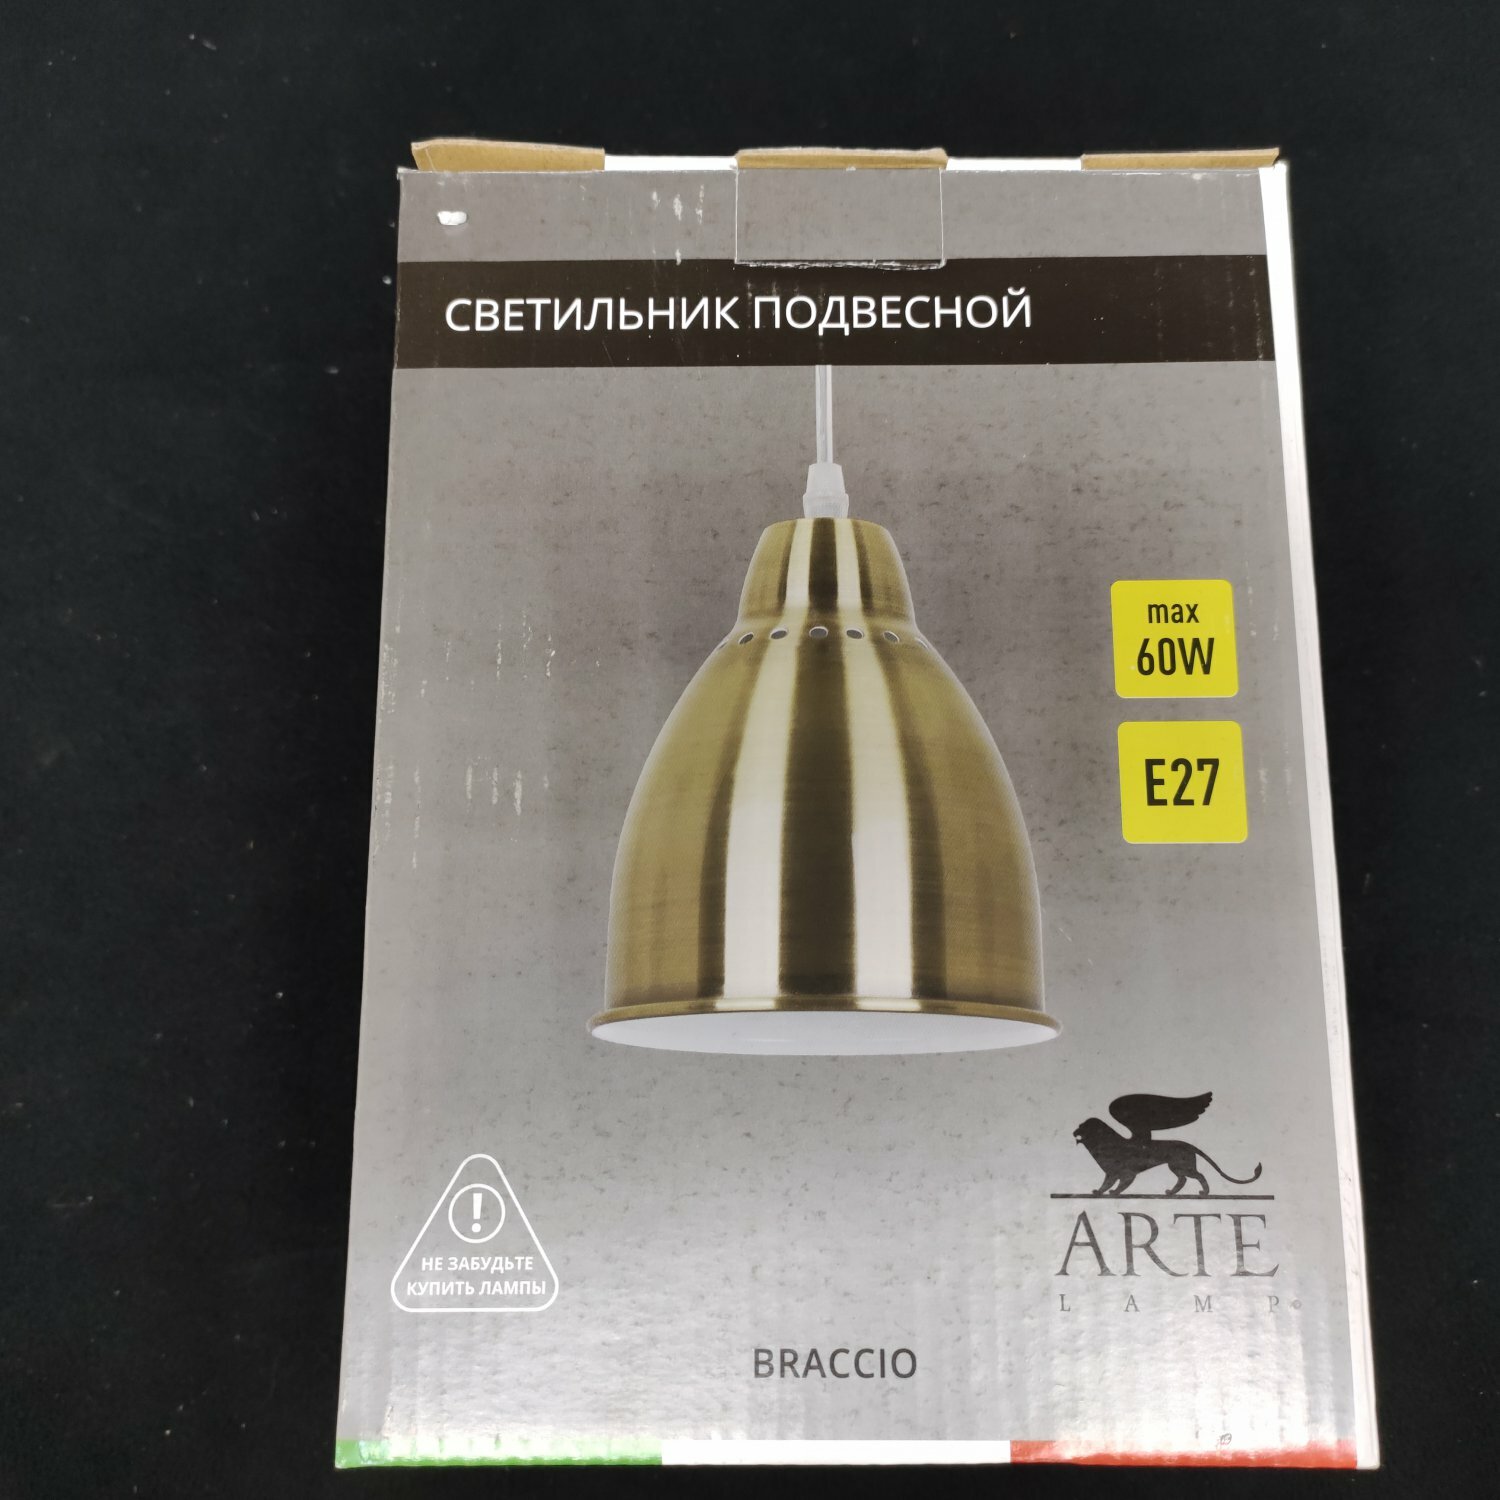 СВЕТИЛЬНИК ПОДВЕСНОЙ
max
60W
E27
!
НЕ ЗАБУДЬТЕ
КУПИТЬ ЛАМПЫ
ARTE
LAMP
BRACCIO